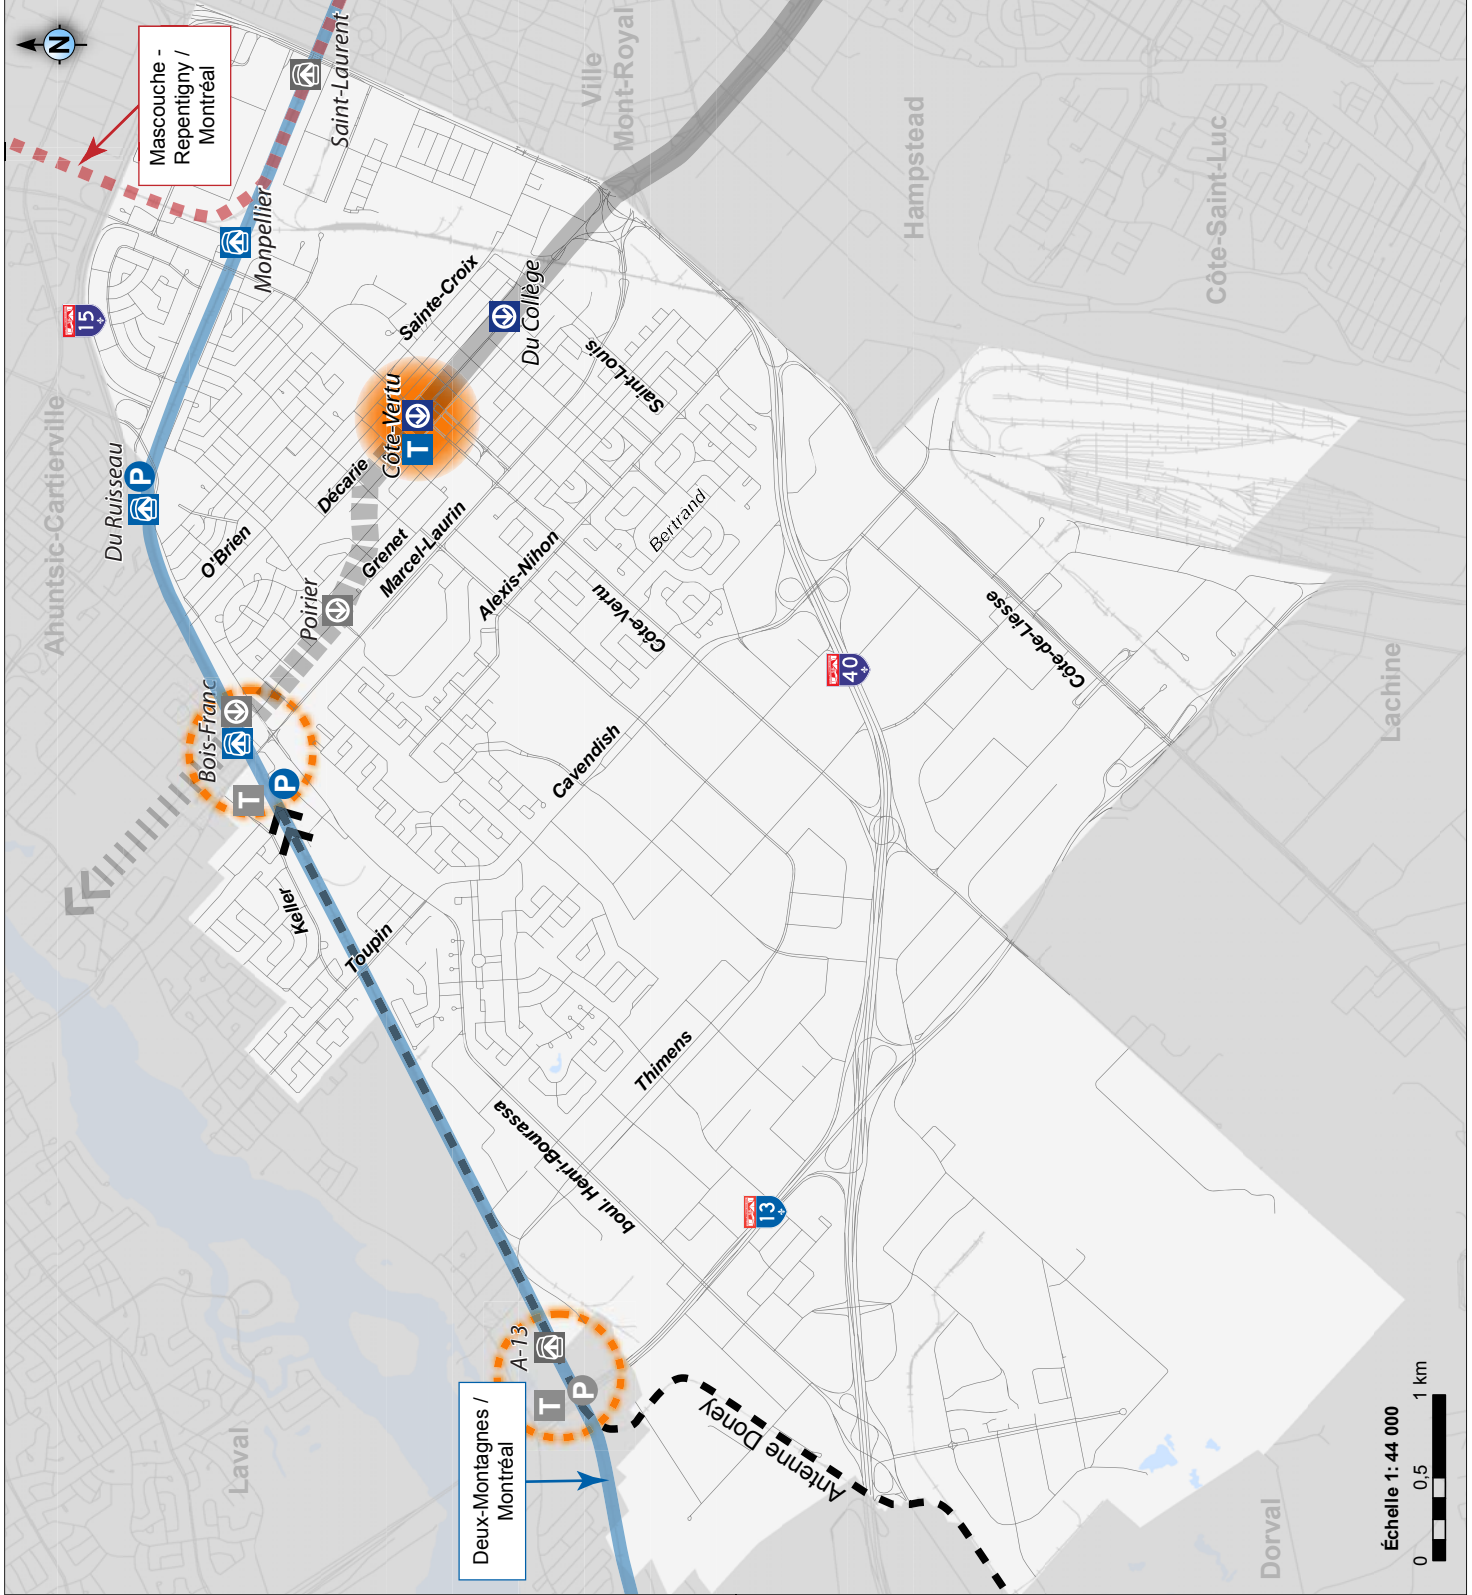 N
Mascouche -
Repentigny /
Montréal
Saint-Laurent
Ville
Mont-Royal
Hampstead
Côte-Saint-Luc
Monpellier
15
Sainte-Croix
Du Collège
Saint-Louis
Ahuntsic-Cartierville
Du Ruisseau
P
Côte-Vertu
T
Décarie
O'Brien
Grenet
Marcel-Laurin
Alexis-Nihon
Bertrand
Poirier
Côte-Vertu
Côte-de-Liesse
40
Lachine
Bois-Franc
T
P
Cavendish
Keller
Toupin
Thimens
boul. Henri-Bourassa
13
A-13
T
P
Deux-Montagnes /
Montréal
Antenne Doney
Laval
Dorval
Échelle 1: 44 000
0
0,5
1 km